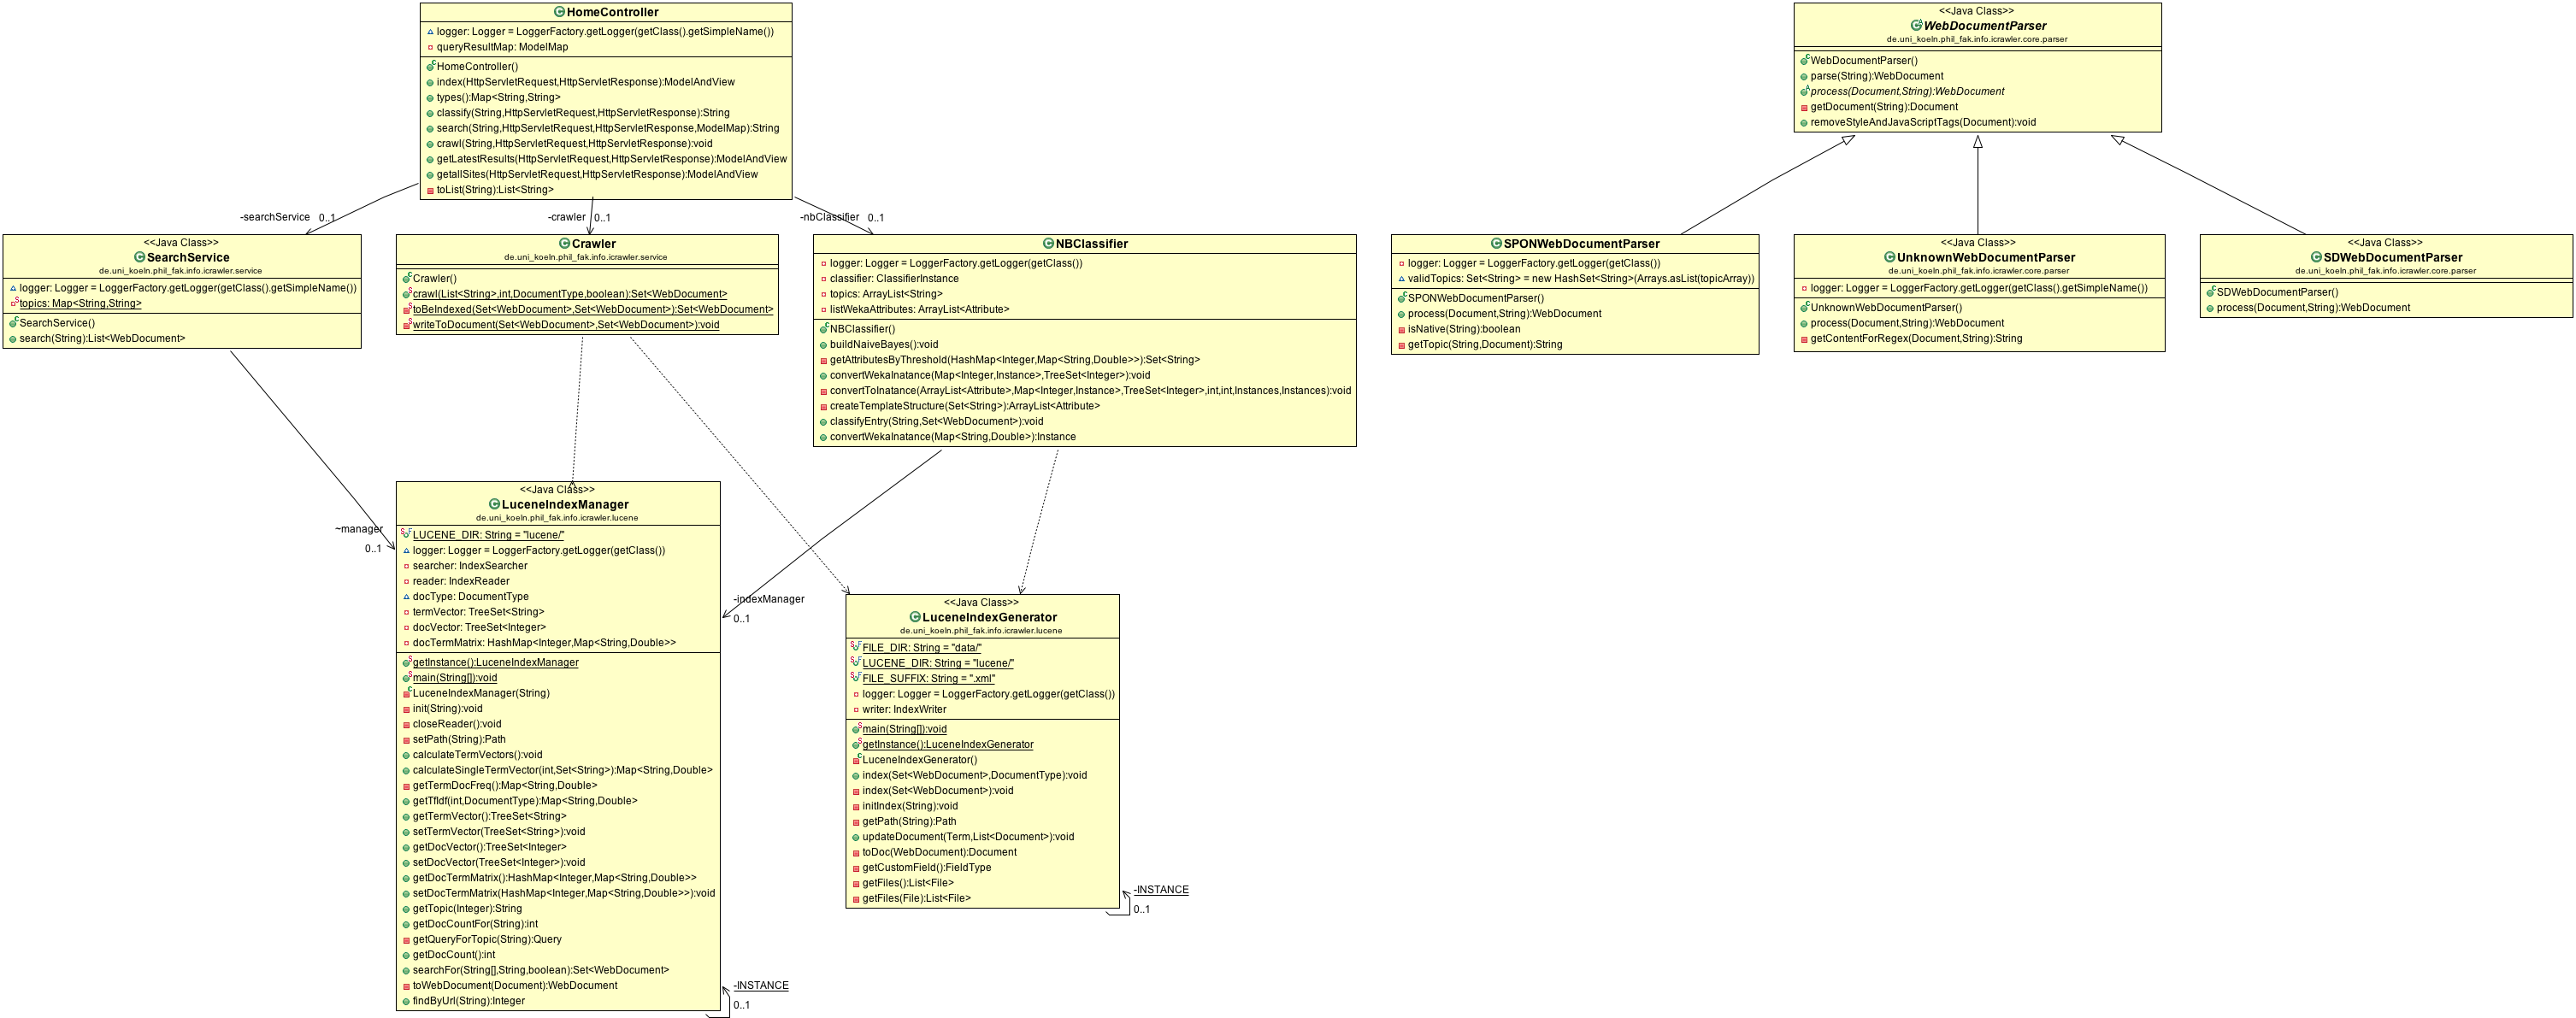 HomeController
logger: Logger = LoggerFactory.getLogger(getClass().getSimpleName())
queryResultMap: ModelMap
HomeController()
index(HttpServletRequest,HttpServletResponse):ModelAndView
types():Map<String,String>
classify(String,HttpServletRequest,HttpServletResponse):String
search(String,HttpServletRequest,HttpServletResponse,ModelMap):String
crawl(String,HttpServletRequest,HttpServletResponse):void
getLatestResults(HttpServletRequest,HttpServletResponse):ModelAndView
getallSites(HttpServletRequest,HttpServletResponse):ModelAndView
toList(String):List<String>
<<Java Class>>
WebDocumentParser
de.uni_koeln.phil_fak.info.icrawler.core.parser
WebDocumentParser()
parse(String):WebDocument
process(Document,String):WebDocument
getDocument(String):Document
removeStyleAndJavaScriptTags(Document):void
-searchService 0..1
-crawler 0..1
-nbClassifier 0..1
<<Java Class>>
SearchService
de.uni_koeln.phil_fak.info.icrawler.service
logger: Logger = LoggerFactory.getLogger(getClass().getSimpleName())
topics: Map<String,String>
SearchService()
search(String):List<WebDocument>
Crawler
de.uni_koeln.phil_fak.info.icrawler.service
Crawler()
crawl(List<String>,int,DocumentType,boolean):Set<WebDocument>
toBeIndexed(Set<WebDocument>,Set<WebDocument>):Set<WebDocument>
writeToDocument(Set<WebDocument>,Set<WebDocument>):void
NBClassifier
logger: Logger = LoggerFactory.getLogger(getClass())
classifier: ClassifierInstance
topics: ArrayList<String>
listWekaAttributes: ArrayList<Attribute>
NBClassifier()
buildNaiveBayes():void
getAttributesByThreshold(HashMap<Integer,Map<String,Double>>):Set<String>
convertWekaInatance(Map<Integer,Instance>,TreeSet<Integer>):void
convertToInatance(ArrayList<Attribute>,Map<Integer,Instance>,TreeSet<Integer>,int,int,Instances,Instances):void
createTemplateStructure(Set<String>):ArrayList<Attribute>
classifyEntry(String,Set<WebDocument>):void
convertWekaInatance(Map<String,Double>):Instance
SPONWebDocumentParser
logger: Logger = LoggerFactory.getLogger(getClass())
validTopics: Set<String> = new HashSet<String>(Arrays.asList(topicArray))
SPONWebDocumentParser()
process(Document,String):WebDocument
isNative(String):boolean
getTopic(String,Document):String
<<Java Class>>
UnknownWebDocumentParser
de.uni_koeln.phil_fak.info.icrawler.core.parser
logger: Logger = LoggerFactory.getLogger(getClass().getSimpleName())
UnknownWebDocumentParser()
process(Document,String):WebDocument
getContentForRegex(Document,String):String
<<Java Class>>
SDWebDocumentParser
de.uni_koeln.phil_fak.info.icrawler.core.parser
SDWebDocumentParser()
process(Document,String):WebDocument
~manager
0..1
<<Java Class>>
LuceneIndexManager
de.uni_koeln.phil_fak.info.icrawler.lucene
LUCENE_DIR: String = "lucene/"
logger: Logger = LoggerFactory.getLogger(getClass())
searcher: IndexSearcher
reader: IndexReader
docType: DocumentType
termVector: TreeSet<String>
docVector: TreeSet<Integer>
docTermMatrix: HashMap<Integer,Map<String,Double>>
getInstance():LuceneIndexManager
main(String[]):void
LuceneIndexManager(String)
init(String):void
closeReader():void
setPath(String):Path
calculateTermVectors():void
calculateSingleTermVector(int,Set<String>):Map<String,Double>
getTermDocFreq():Map<String,Double>
getTfIdf(int,DocumentType):Map<String,Double>
getTermVector():TreeSet<String>
setTermVector(TreeSet<String>):void
getDocVector():TreeSet<Integer>
setDocVector(TreeSet<Integer>):void
getDocTermMatrix():HashMap<Integer,Map<String,Double>>
setDocTermMatrix(HashMap<Integer,Map<String,Double>>):void
getTopic(Integer):String
getDocCountFor(String):int
getQueryForTopic(String):Query
getDocCount():int
searchFor(String[],String,boolean):Set<WebDocument>
toWebDocument(Document):WebDocument
findByUrl(String):Integer
-INSTANCE
0..1
-indexManager
0..1
<<Java Class>>
LuceneIndexGenerator
de.uni_koeln.phil_fak.info.icrawler.lucene
FILE_DIR: String = "data/"
LUCENE_DIR: String = "lucene/"
FILE_SUFFIX: String = ".xml"
logger: Logger = LoggerFactory.getLogger(getClass())
writer: IndexWriter
main(String[]):void
getInstance():LuceneIndexGenerator
LuceneIndexGenerator()
index(Set<WebDocument>,DocumentType):void
index(Set<WebDocument>):void
initIndex(String):void
getPath(String):Path
updateDocument(Term,List<Document>):void
toDoc(WebDocument):Document
getCustomField():FieldType
getFiles():List<File>
getFiles(File):List<File>
-INSTANCE
0..1